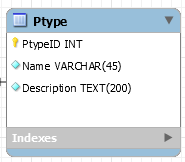 Ptype
PtypeID INT
Name VARCHAR(45)
Description TEXT(200)
Indexes